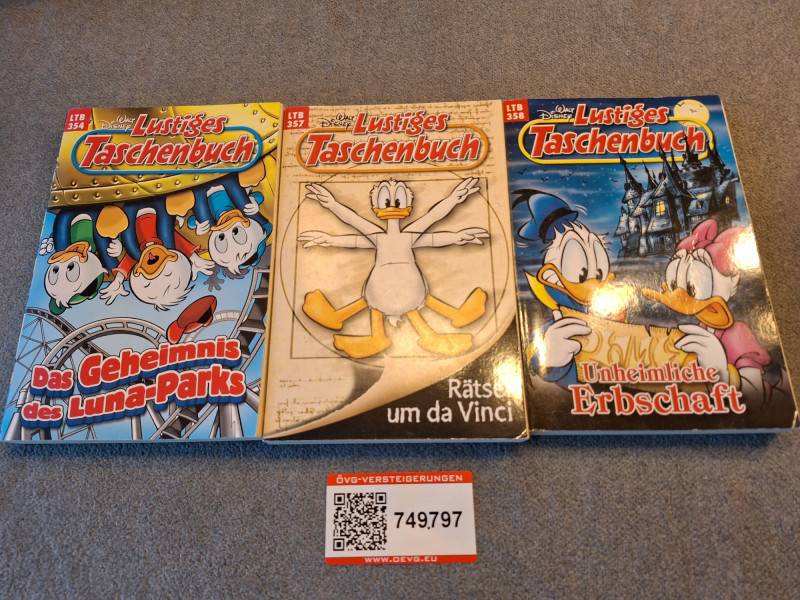 LTB
354
Walt
Disney
Lustiges
Taschenbuch
Das Geheimnis
des Luna-Parks
LTB
357
Walt
Disney
Lustiges
Taschenbuch
um da Vinci
LTB
358
Walt
Disney
Lustiges
Taschenbuch
Unheimliche
Erbschaft
ÖVG-VERSTEIGERUNGEN
749797
WWW.OEVG.EU